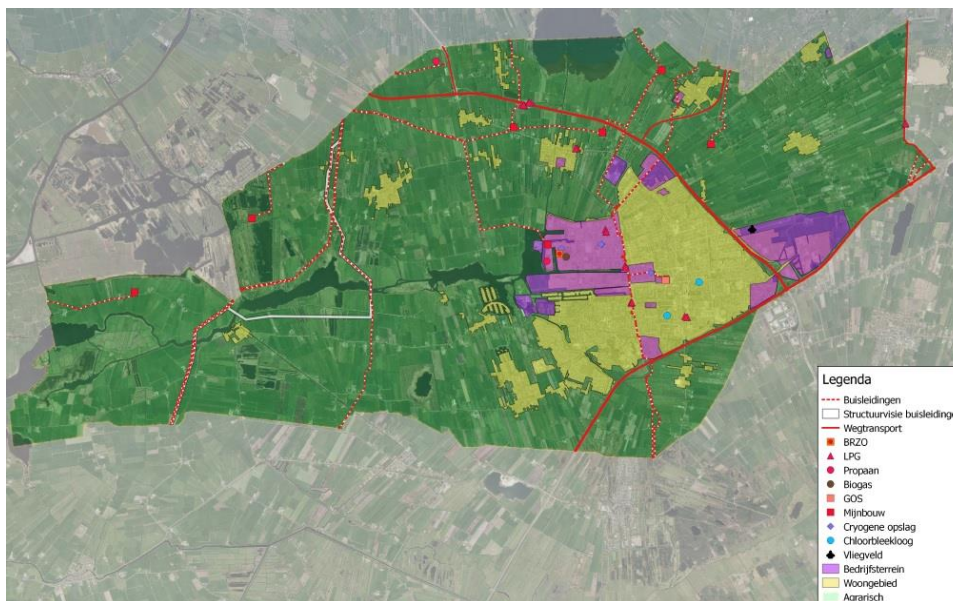 Legenda
Buisleidingen
Structuurvisie buisleidinge
Wegtransport
BRZO
LPG
Propaan
Biogas
GOS
Mijnbouw
Cryogene opslag
Chloorbleekloog
Vliegveld
Bedrijfsterrein
Woongebied
Agrarisch